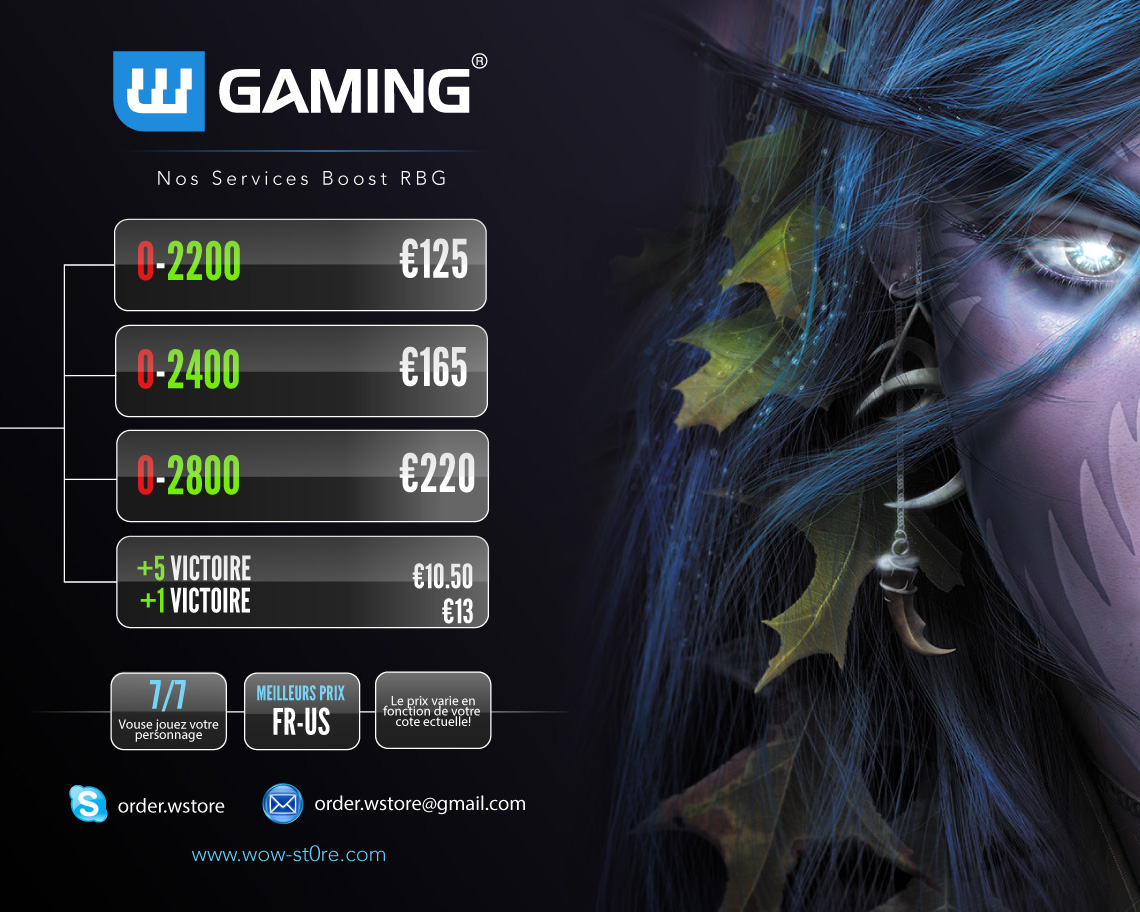 W GAMING®
Nos Services Boost RBG
0-2200 €125
0-2400 €165
0-2800 €220
+5 VICTOIRE €10.50
+1 VICTOIRE €13
7/7
Vouse jouez votre
personnage
MEILLEURS PRIX
FR-US
Le prix varie en
fonction de votre
cote ectuelle!
order.wstore
order.wstore@gmail.com
www.wow-st0re.com